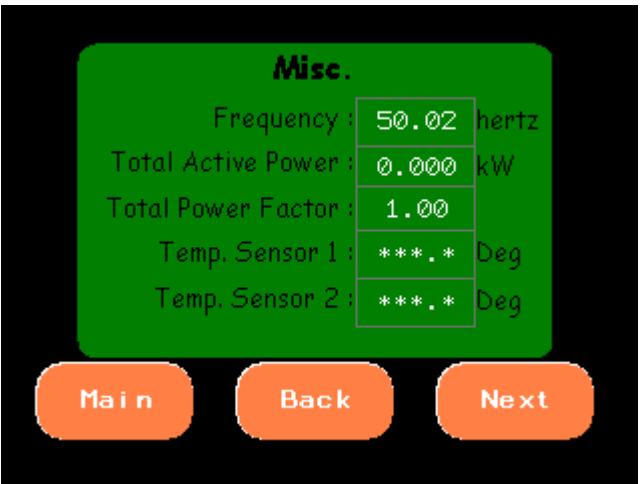 Misc.
Frequency : 50.02 hertz
Total Active Power : 0.000 kW
Total Power Factor : 1.00
Temp. Sensor 1 : ***.* Deg
Temp. Sensor 2 : ***.* Deg
Main Back Next